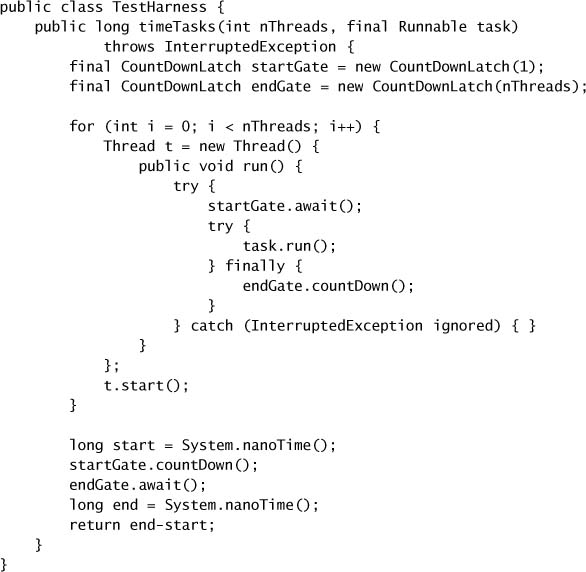 public class TestHarness {
    public long timeTasks(int nThreads, final Runnable task)
            throws InterruptedException {
        final CountDownLatch startGate = new CountDownLatch(1);
        final CountDownLatch endGate = new CountDownLatch(nThreads);

        for (int i = 0; i < nThreads; i++) {
            Thread t = new Thread() {
                public void run() {
                    try {
                        startGate.await();
                        try {
                            task.run();
                        } finally {
                            endGate.countDown();
                        }
                    } catch (InterruptedException ignored) { }
                }
            };
            t.start();
        }

        long start = System.nanoTime();
        startGate.countDown();
        endGate.await();
        long end = System.nanoTime();
        return end-start;
    }
}